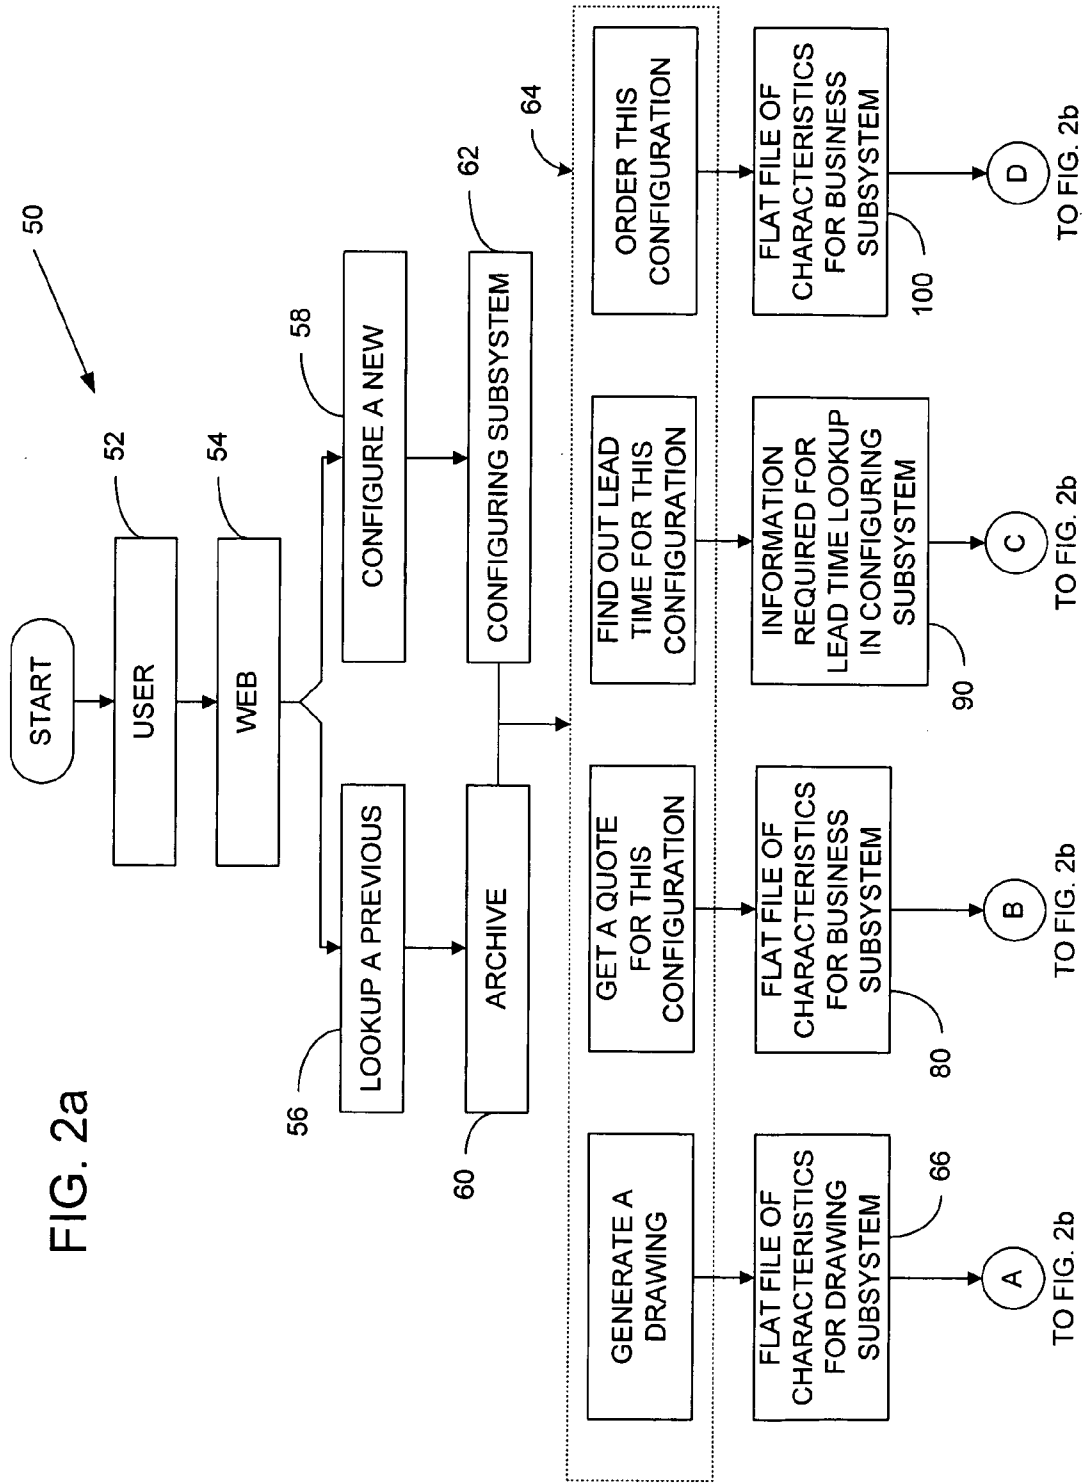 FIG. 2a
START
50
USER
52
WEB
54
LOOKUP A PREVIOUS
56
CONFIGURE A NEW
58
ARCHIVE
60
CONFIGURING SUBSYSTEM
62
64
GENERATE A
DRAWING
GET A QUOTE
FOR THIS
CONFIGURATION
FIND OUT LEAD
TIME FOR THIS
CONFIGURATION
ORDER THIS
CONFIGURATION
FLAT FILE OF
CHARACTERISTICS
FOR DRAWING
SUBSYSTEM
66
FLAT FILE OF
CHARACTERISTICS
FOR BUSINESS
SUBSYSTEM
80
INFORMATION
REQUIRED FOR
LEAD TIME LOOKUP
IN CONFIGURING
SUBSYSTEM
90
FLAT FILE OF
CHARACTERISTICS
FOR BUSINESS
SUBSYSTEM
100
A
TO FIG. 2b
B
TO FIG. 2b
C
TO FIG. 2b
D
TO FIG. 2b